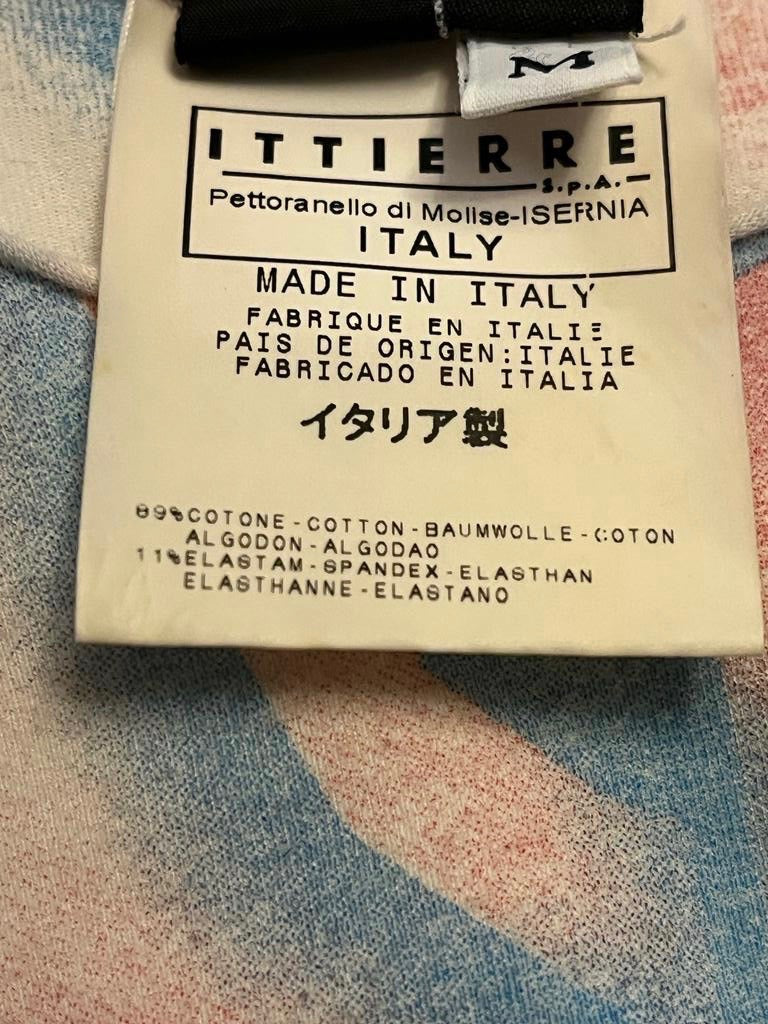 M
ITTIERRE
S.p.A.
Pettoranello di Molise-ISERNIA
ITALY
MADE IN ITALY
FABRIQUE EN ITALIE
PAIS DE ORIGEN:ITALIE
FABRICADO EN ITALIA
イタリア製
89%COTONE-COTTON-BAUMWOLLE-COTON
ALGODON-ALGODAO
11%ELASTAM-SPANDEX-ELASTHAN
ELASTHANNE-ELASTANO